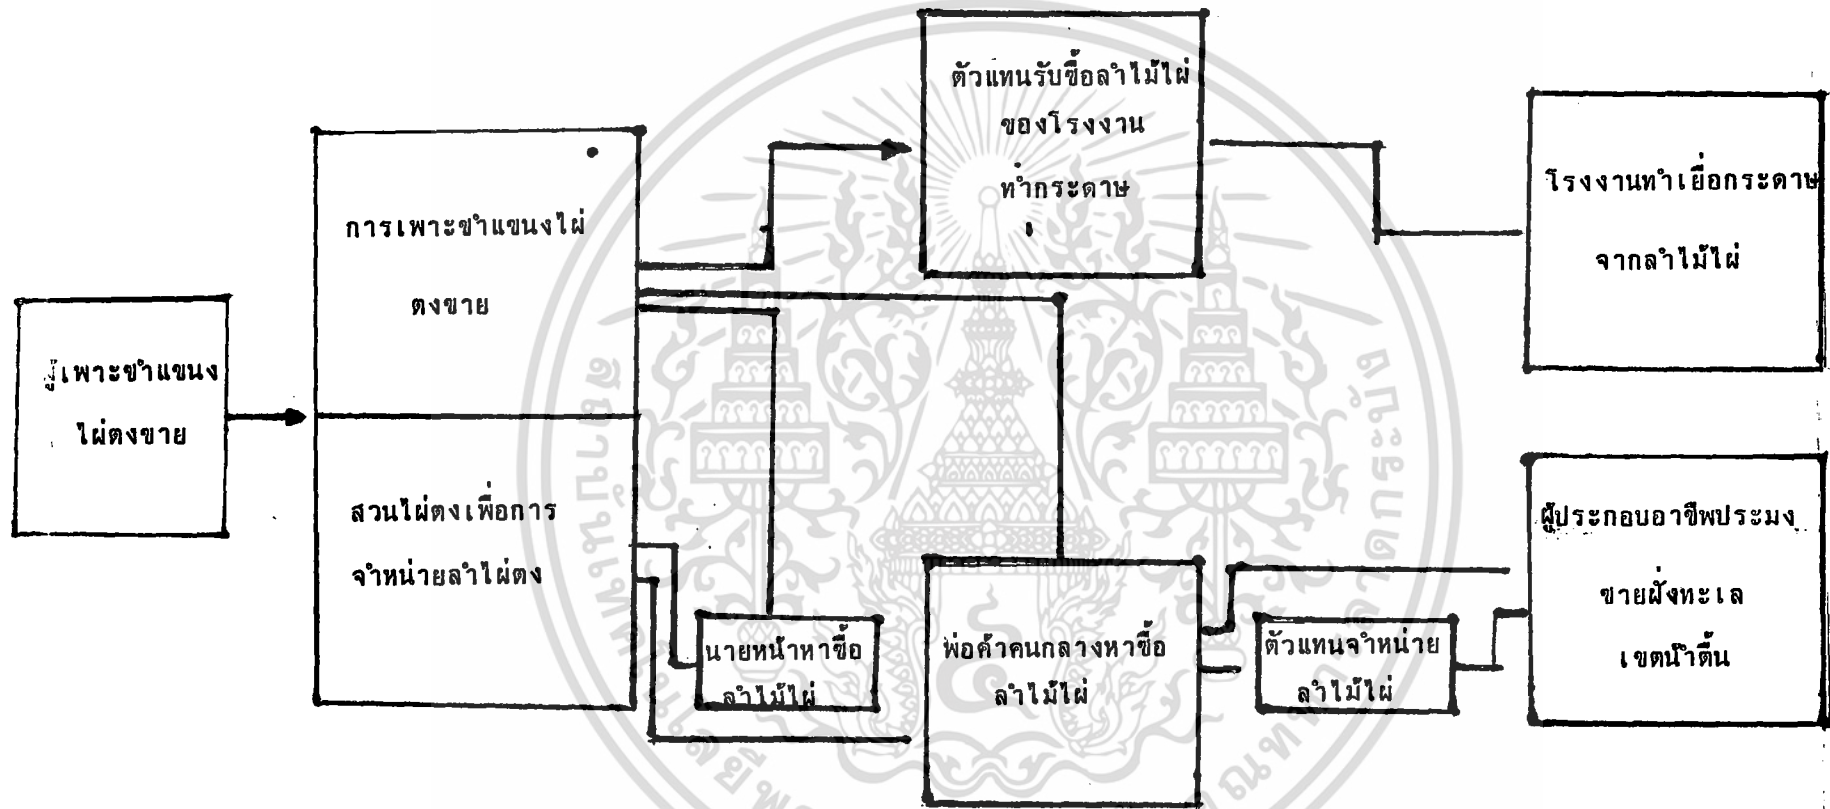 ผู้เพาะชำแขนง
ไผ่ตงขาย
การเพาะชำแขนงไผ่
ตงขาย
สวนไผ่ตงเพื่อการ
จำหน่ายลำไผ่ตง
ตัวแทนรับซื้อลำไม้ไผ่
ของโรงงาน
ทำกระดาษ
โรงงานทำเยื่อกระดาษ
จากลำไม้ไผ่
นายหน้าหาซื้อ
ลำไม้ไผ่
พ่อค้าคนกลางหาซื้อ
ลำไม้ไผ่
ตัวแทนจำหน่าย
ลำไม้ไผ่
ผู้ประกอบอาชีพประมง
ชายฝั่งทะเล
เขตน้ำตื้น